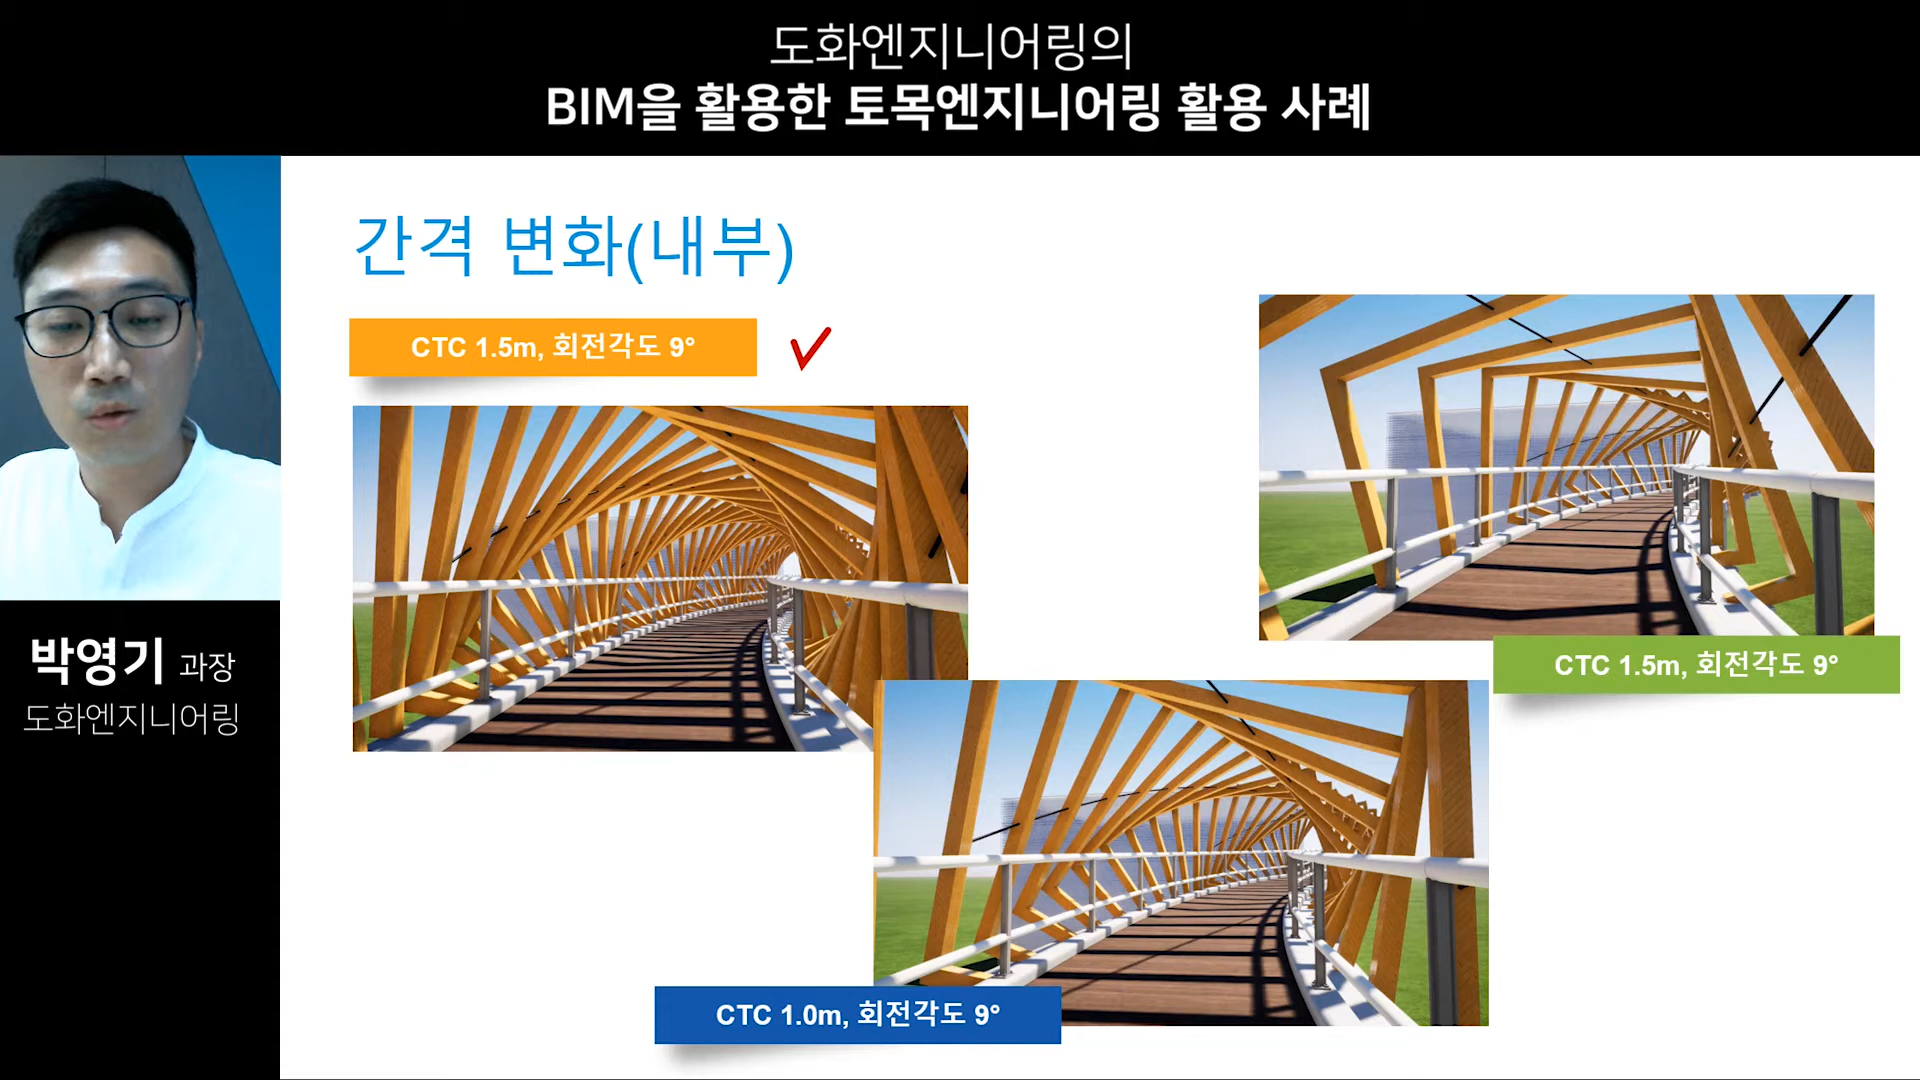 도화엔지니어링의
BIM을 활용한 토목엔지니어링 활용 사례
간격 변화(내부)
CTC 1.5m, 회전각도 9°
CTC 1.5m, 회전각도 9°
CTC 1.0m, 회전각도 9°
박영기 과장
도화엔지니어링